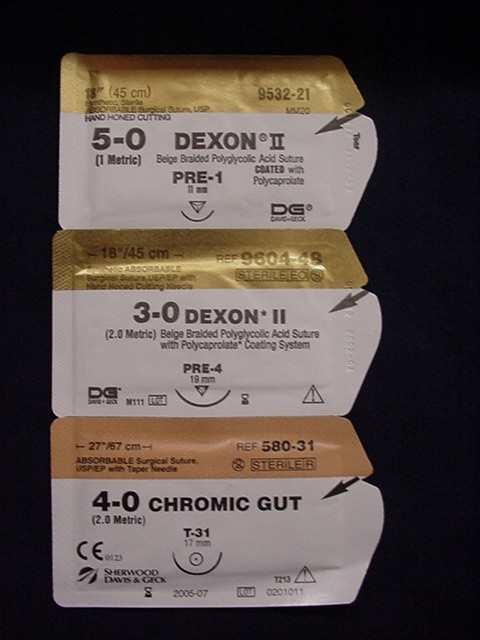 18" (45 cm)
9532-21
Synthetic, Sterile
ABSORBABLE Surgical Suture, USP
MM20
HAND HONED CUTTING
5-0 DEXON® II
(1 Metric) Beige Braided Polyglycolic Acid Suture
COATED with
Polycaprolate
PRE-1
11 mm
Tear
DG®
DAVIS+GECK
18"/45 cm
REF 9604-48
Synthetic ABSORBABLE
STERILE EO
Surgical Suture, USP/EP with
Hand Honed Cutting Needle
3-0 DEXON* II
(2.0 Metric) Beige Braided Polyglycolic Acid Suture
with Polycaprolate* Coating System
PRE-4
19 mm
DG*
DAVIS+GECK
M111 LOT
27"/67 cm
REF 580-31
ABSORBABLE Surgical Suture,
STERILE R
USP/EP with Taper Needle
4-0 CHROMIC GUT
(2.0 Metric)
T-31
17 mm
CE 0123
SHERWOOD
DAVIS & GECK
T213
2005-07
LOT 0201011